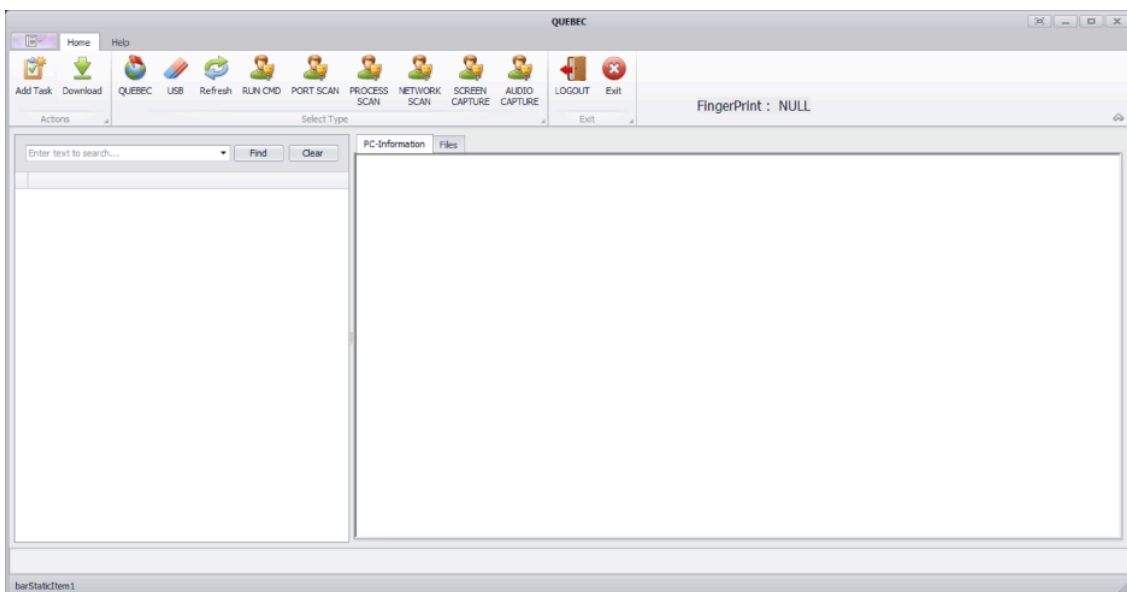 QUEBEC
Home Help
Add Task Download QUEBEC USB Refresh RUN CMD PORT SCAN PROCESS SCAN NETWORK SCAN SCREEN CAPTURE AUDIO CAPTURE LOGOUT Exit
FingerPrint : NULL
Actions Select Type Exit
PC-Information Files
Enter text to search... Find Clear
barStaticItem1